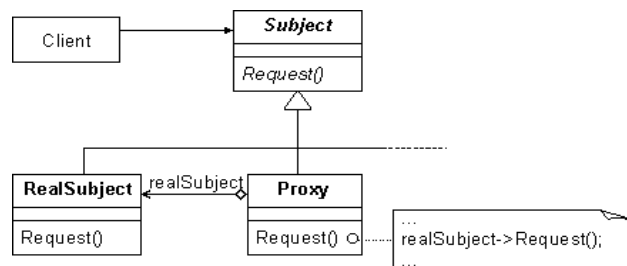 Client
Subject
Request()
RealSubject
Request()
realSubject
Proxy
Request()
...
realSubject->Request();
...